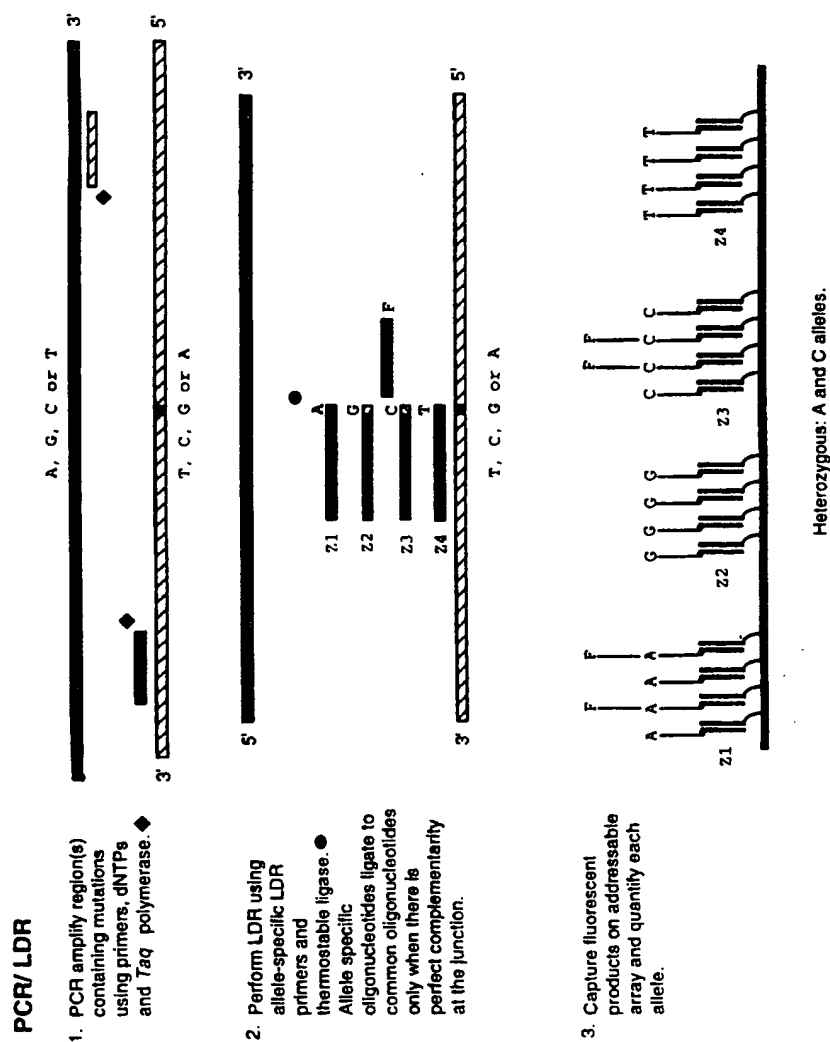 PCR/ LDR
1. PCR amplify region(s)
containing mutations
using primers, dNTPs
and Taq polymerase.
A, G, C or T
3'
3'
5'
T, C, G or A
2. Perform LDR using
allele-specific LDR
primers and
thermostable ligase.
Allele specific
oligonucleotides ligate to
common oligonucleotides
only when there is
perfect complementarity
at the junction.
5'
3'
Z1 A
Z2 G
Z3 C F
Z4 T
3'
5'
T, C, G or A
3. Capture fluorescent
products on addressable
array and quantify each
allele.
F F F F
A A A A G G G G C C C C T T T T
Z1 Z2 Z3 Z4
Heterozygous: A and C alleles.